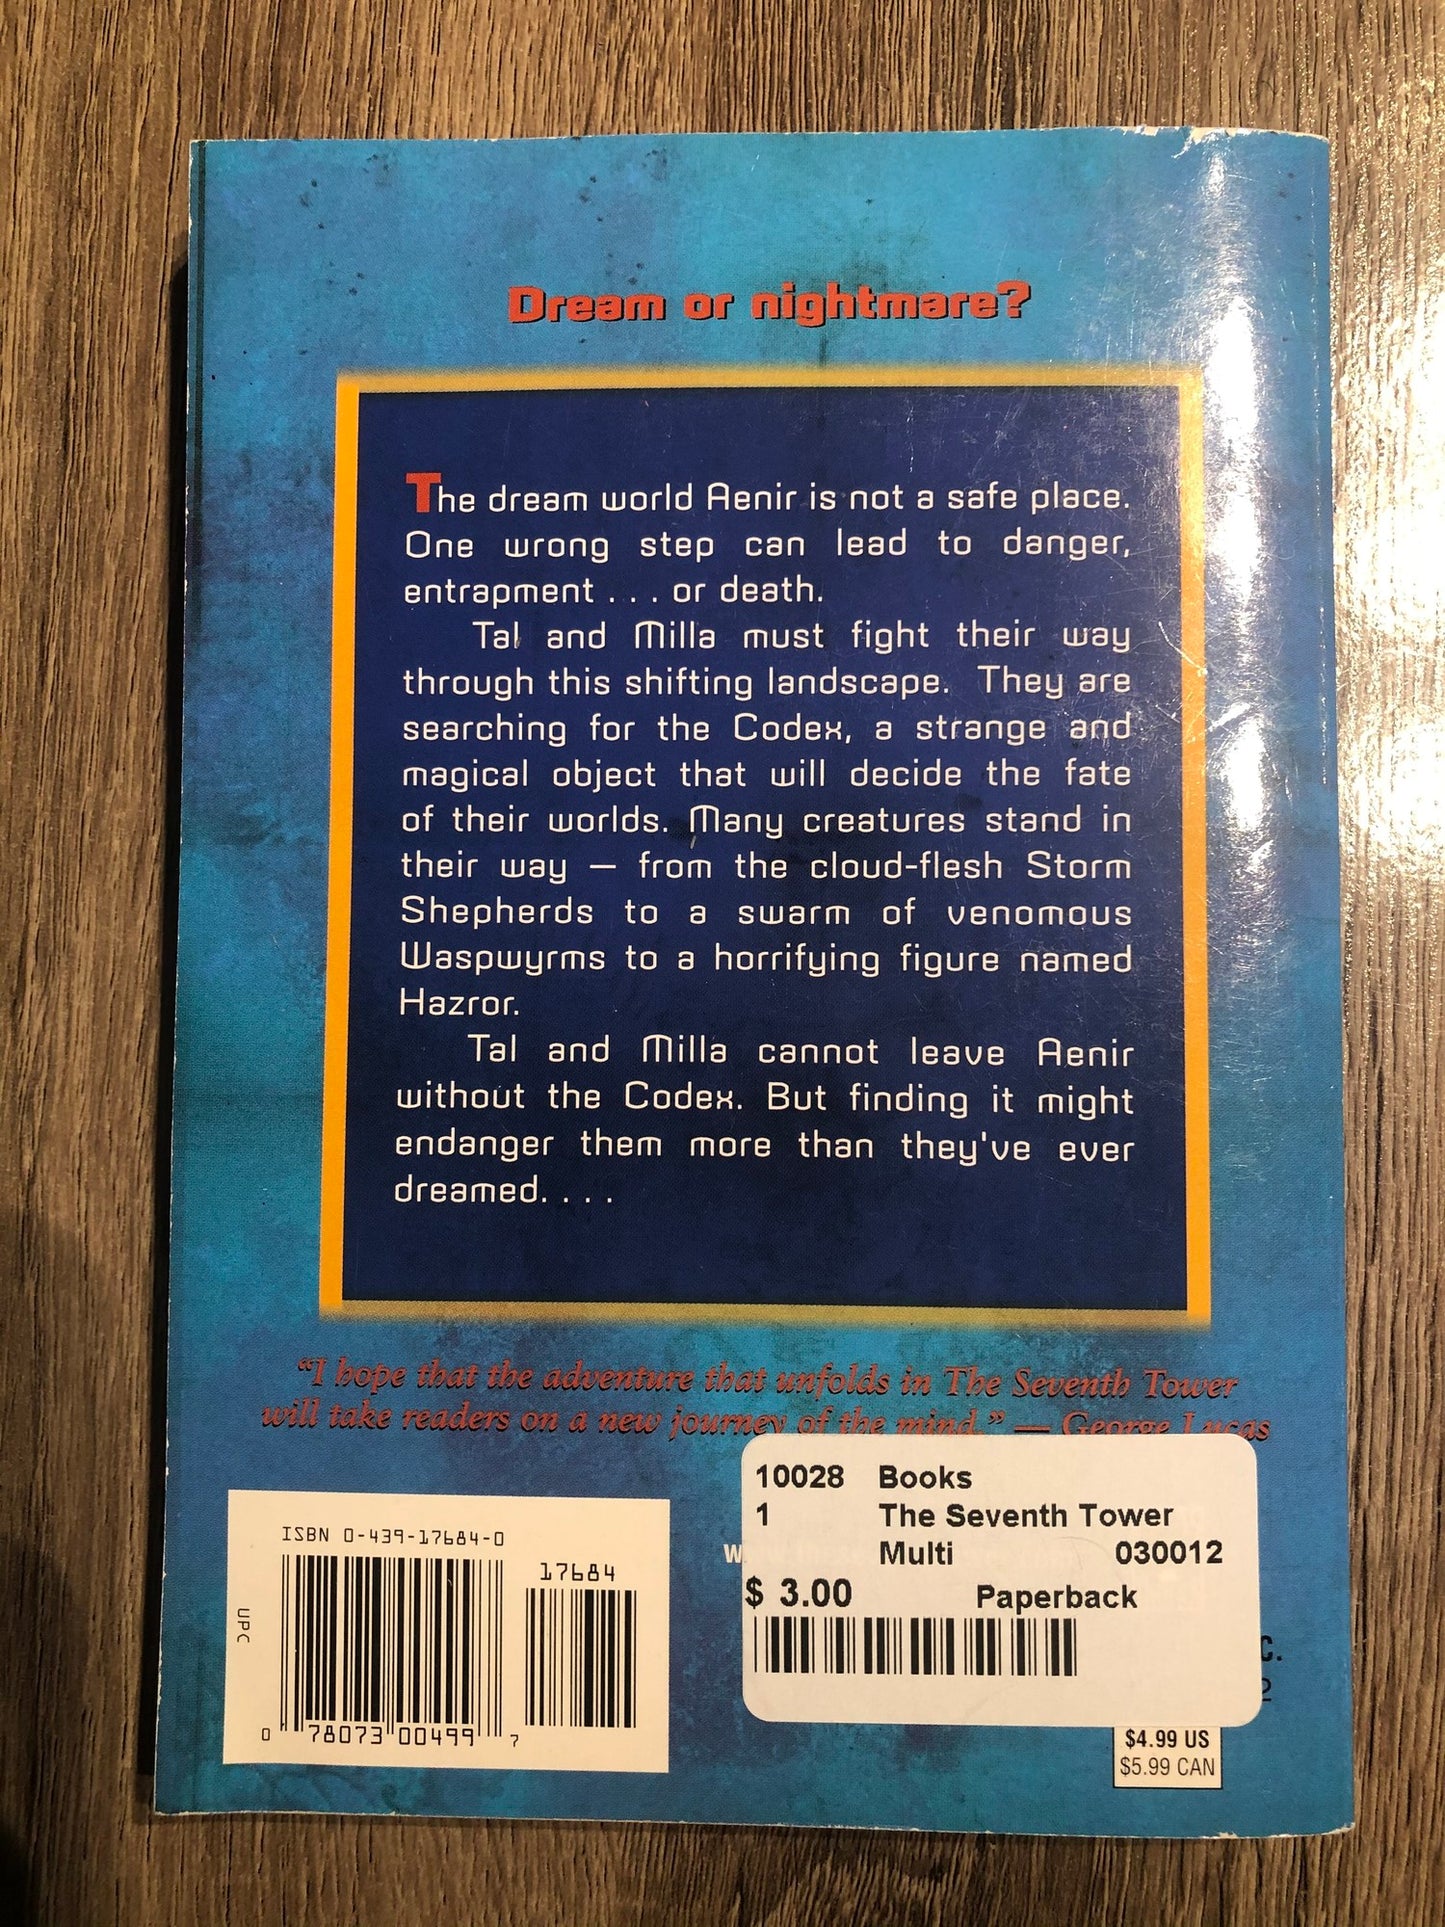 Dream or nightmare?
The dream world Aenir is not a safe place.
One wrong step can lead to danger,
entrapment . . . or death.
Tal and Milla must fight their way
through this shifting landscape. They are
searching for the Codex, a strange and
magical object that will decide the fate
of their worlds. Many creatures stand in
their way — from the cloud-flesh Storm
Shepherds to a swarm of venomous
Waspwyrms to a horrifying figure named
Hazror.
Tal and Milla cannot leave Aenir
without the Codex. But finding it might
endanger them more than they've ever
dreamed. . . .
"I hope that the adventure that unfolds in The Seventh Tower
will take readers on a new journey of the mind." — George Lucas
10028 Books
1 The Seventh Tower
Multi 030012
$ 3.00 Paperback
ISBN 0-439-17684-0
17684
UPC
0 78073 00499 7
$4.99 US
$5.99 CAN